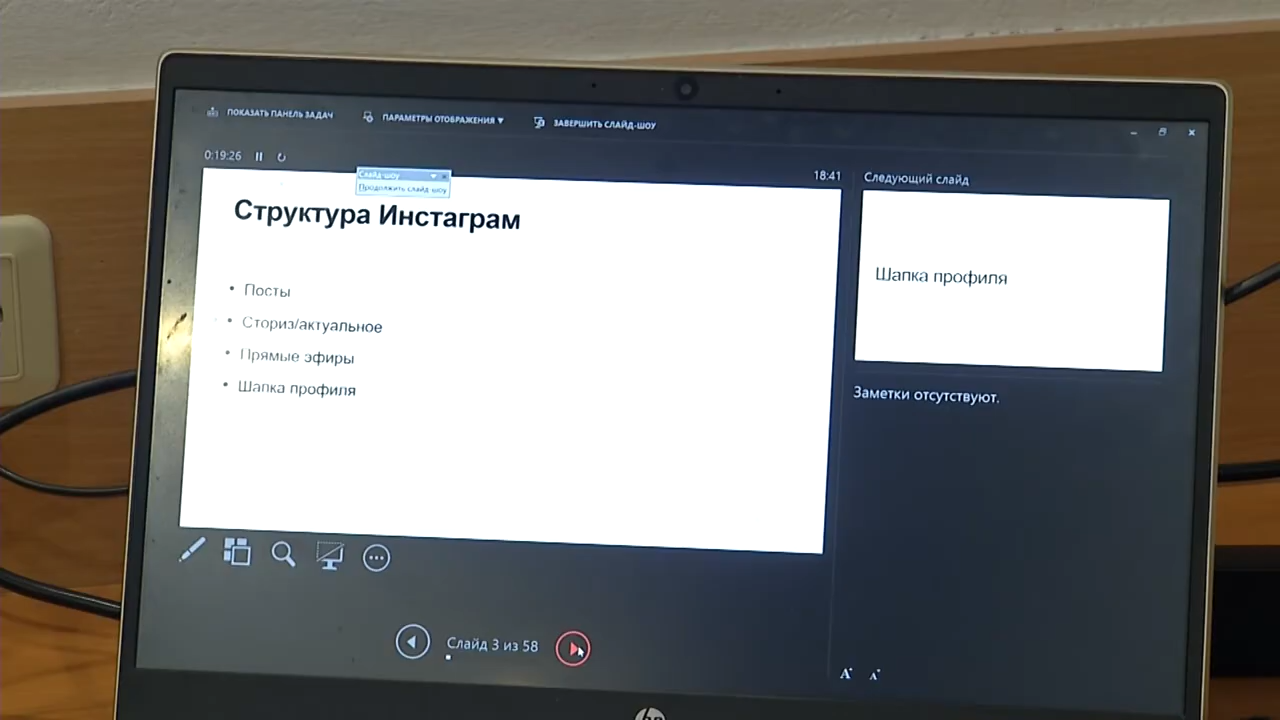 ПОКАЗАТЬ ПАНЕЛЬ ЗАДАЧ
ПАРАМЕТРЫ ОТОБРАЖЕНИЯ ▼
ЗАВЕРШИТЬ СЛАЙД-ШОУ
0:19:26
18:41
Слайд-шоу
Продолжить слайд-шоу
Структура Инстаграм
• Посты
• Сториз/актуальное
• Прямые эфиры
• Шапка профиля
Следующий слайд
Шапка профиля
Заметки отсутствуют.
Слайд 3 из 58
A A
hp